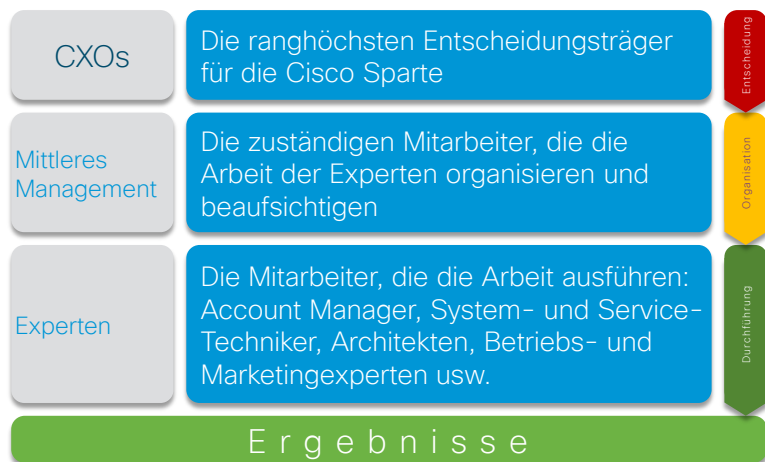 CXOs
Die ranghöchsten Entscheidungsträger
für die Cisco Sparte
Entscheidung
Mittleres
Management
Die zuständigen Mitarbeiter, die die
Arbeit der Experten organisieren und
beaufsichtigen
Organisation
Experten
Die Mitarbeiter, die die Arbeit ausführen:
Account Manager, System- und Service-
Techniker, Architekten, Betriebs- und
Marketingexperten usw.
Durchführung
Ergebnisse